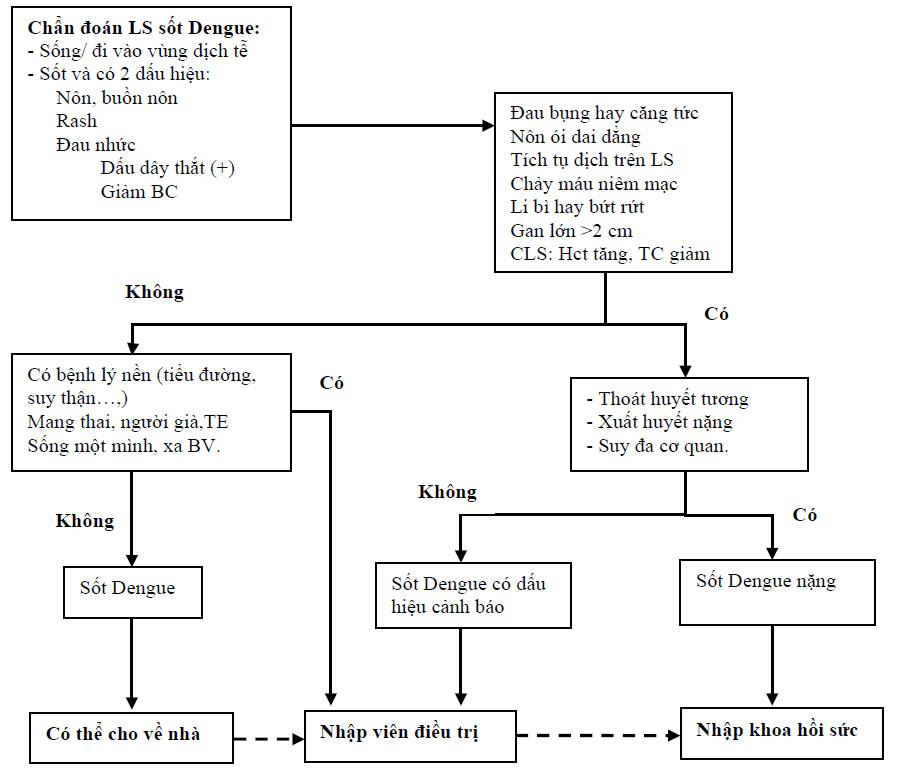 Chẩn đoán LS sốt Dengue:
- Sống/ đi vào vùng dịch tễ
- Sốt và có 2 dấu hiệu:
Nôn, buồn nôn
Rash
Đau nhức
Dấu dây thắt (+)
Giảm BC
Đau bụng hay căng tức
Nôn ói dai dẳng
Tích tụ dịch trên LS
Chảy máu niêm mạc
Li bì hay bứt rứt
Gan lớn >2 cm
CLS: Hct tăng, TC giảm
Không
Có
Có bệnh lý nền (tiểu đường,
suy thận…,)
Mang thai, người già,TE
Sống một mình, xa BV.
Có
- Thoát huyết tương
- Xuất huyết nặng
- Suy đa cơ quan.
Không
Không
Có
Sốt Dengue
Sốt Dengue có dấu
hiệu cảnh báo
Sốt Dengue nặng
Có thể cho về nhà
Nhập viên điều trị
Nhập khoa hồi sức